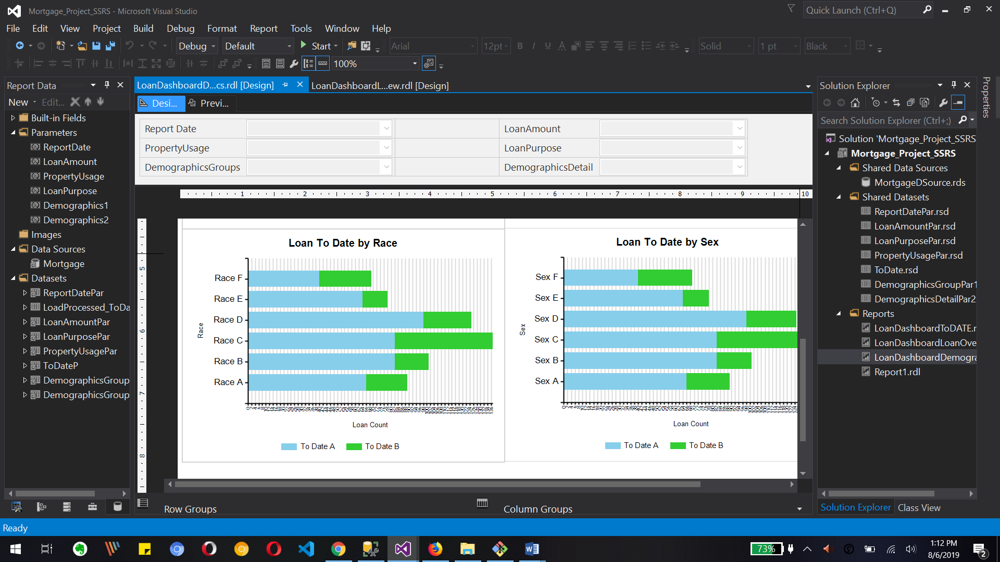 Mortgage_Project_SSRS - Microsoft Visual Studio
Quick Launch (Ctrl+Q)
File Edit View Project Build Debug Format Report Tools Window Help
Debug Default Start Arial 12pt B I U A Solid 1 pt Black
100%
Report Data
LoanDashboardD...cs.rdl [Design] LoanDashboardL...ew.rdl [Design]
Solution Explorer
Properties
New Edit...
Desi... Previ...
Search Solution Explorer (Ctrl+;)
Built-in Fields
Parameters
ReportDate
LoanAmount
PropertyUsage
LoanPurpose
Demographics1
Demographics2
Images
Data Sources
Mortgage
Datasets
ReportDatePar
LoadProcessed_ToDa
LoanAmountPar
LoanPurposePar
PropertyUsagePar
ToDateP
DemographicsGroup
DemographicsGroup
Report Date LoanAmount
PropertyUsage LoanPurpose
DemographicsGroups DemographicsDetail
1 2 3 4 5 6 7 8 9 10
5
6
7
8
Loan To Date by Race
Race F
Race E
Race D
Race C
Race B
Race A
Race
Loan Count
To Date A To Date B
Loan To Date by Sex
Sex F
Sex E
Sex D
Sex C
Sex B
Sex A
Sex
Loan Count
To Date A To Date B
Row Groups Column Groups
Solution 'Mortgage_Project_SSRS
Mortgage_Project_SSRS
Shared Data Sources
MortgageDSource.rds
Shared Datasets
ReportDatePar.rsd
LoanAmountPar.rsd
LoanPurposePar.rsd
PropertyUsagePar.rsd
ToDate.rsd
DemographicsGroupPar1
DemographicsDetailPar2
Reports
LoanDashboardToDATE.r
LoanDashboardLoanOve
LoanDashboardDemogra
Report1.rdl
Solution Explorer Class View
Ready
73%
1:12 PM
8/6/2019
2